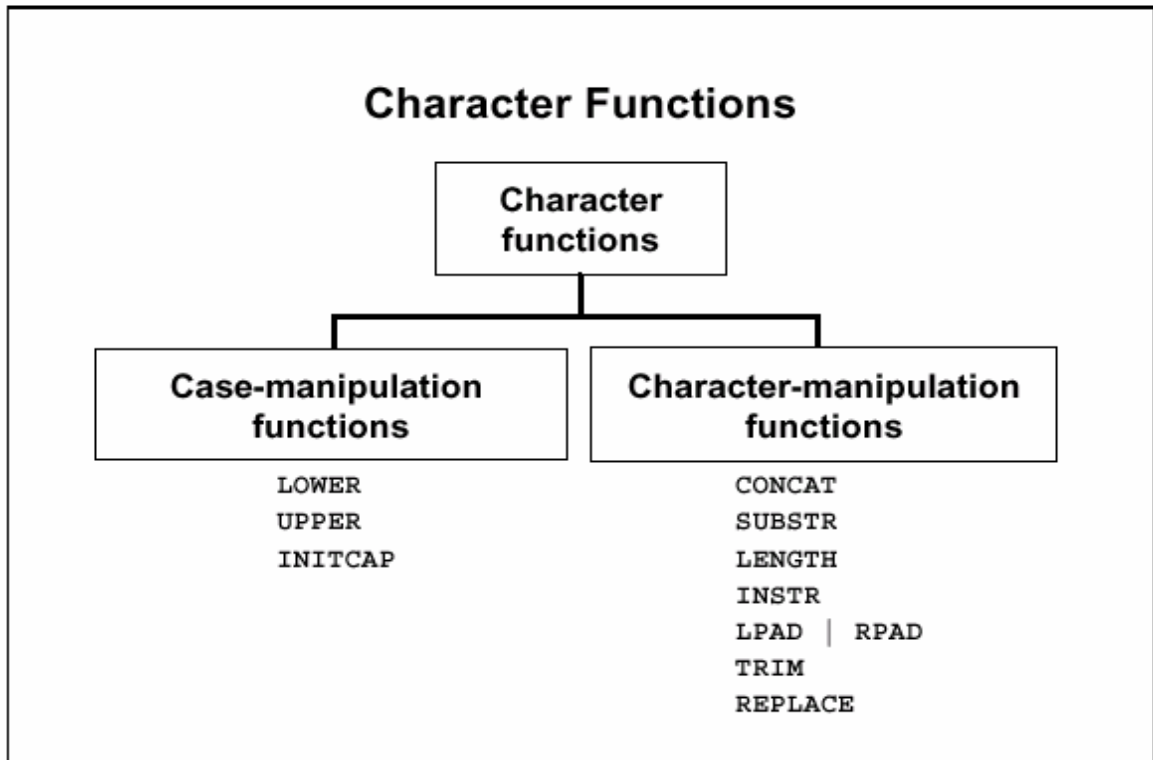 Character Functions
Character
functions
Case-manipulation
functions
LOWER
UPPER
INITCAP
Character-manipulation
functions
CONCAT
SUBSTR
LENGTH
INSTR
LPAD | RPAD
TRIM
REPLACE